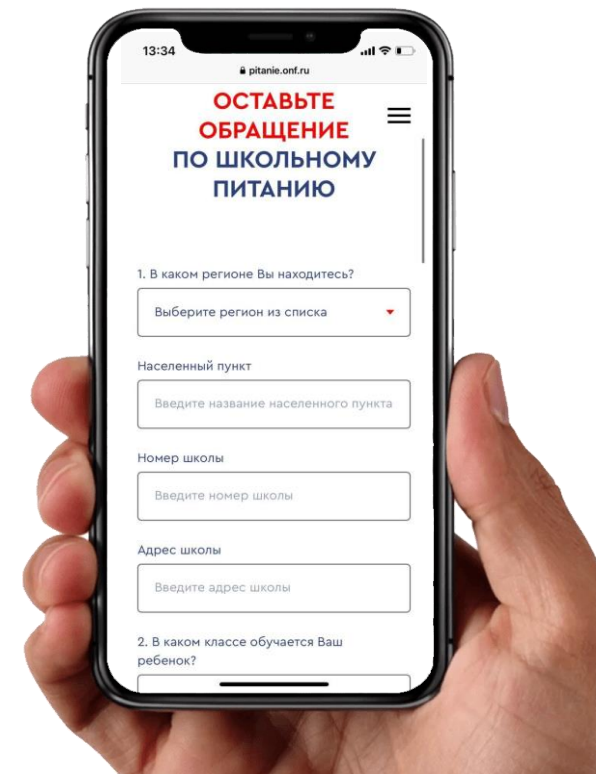 13:34
pitanie.onf.ru
ОСТАВЬТЕ
ОБРАЩЕНИЕ
ПО ШКОЛЬНОМУ
ПИТАНИЮ
1. В каком регионе Вы находитесь?
Выберите регион из списка
Населенный пункт
Введите название населенного пункта
Номер школы
Введите номер школы
Адрес школы
Введите адрес школы
2. В каком классе обучается Ваш
ребенок?